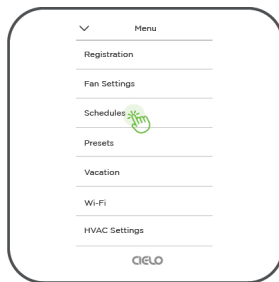 Menu
Registration
Fan Settings
Schedules
Presets
Vacation
Wi-Fi
HVAC Settings
CIELO